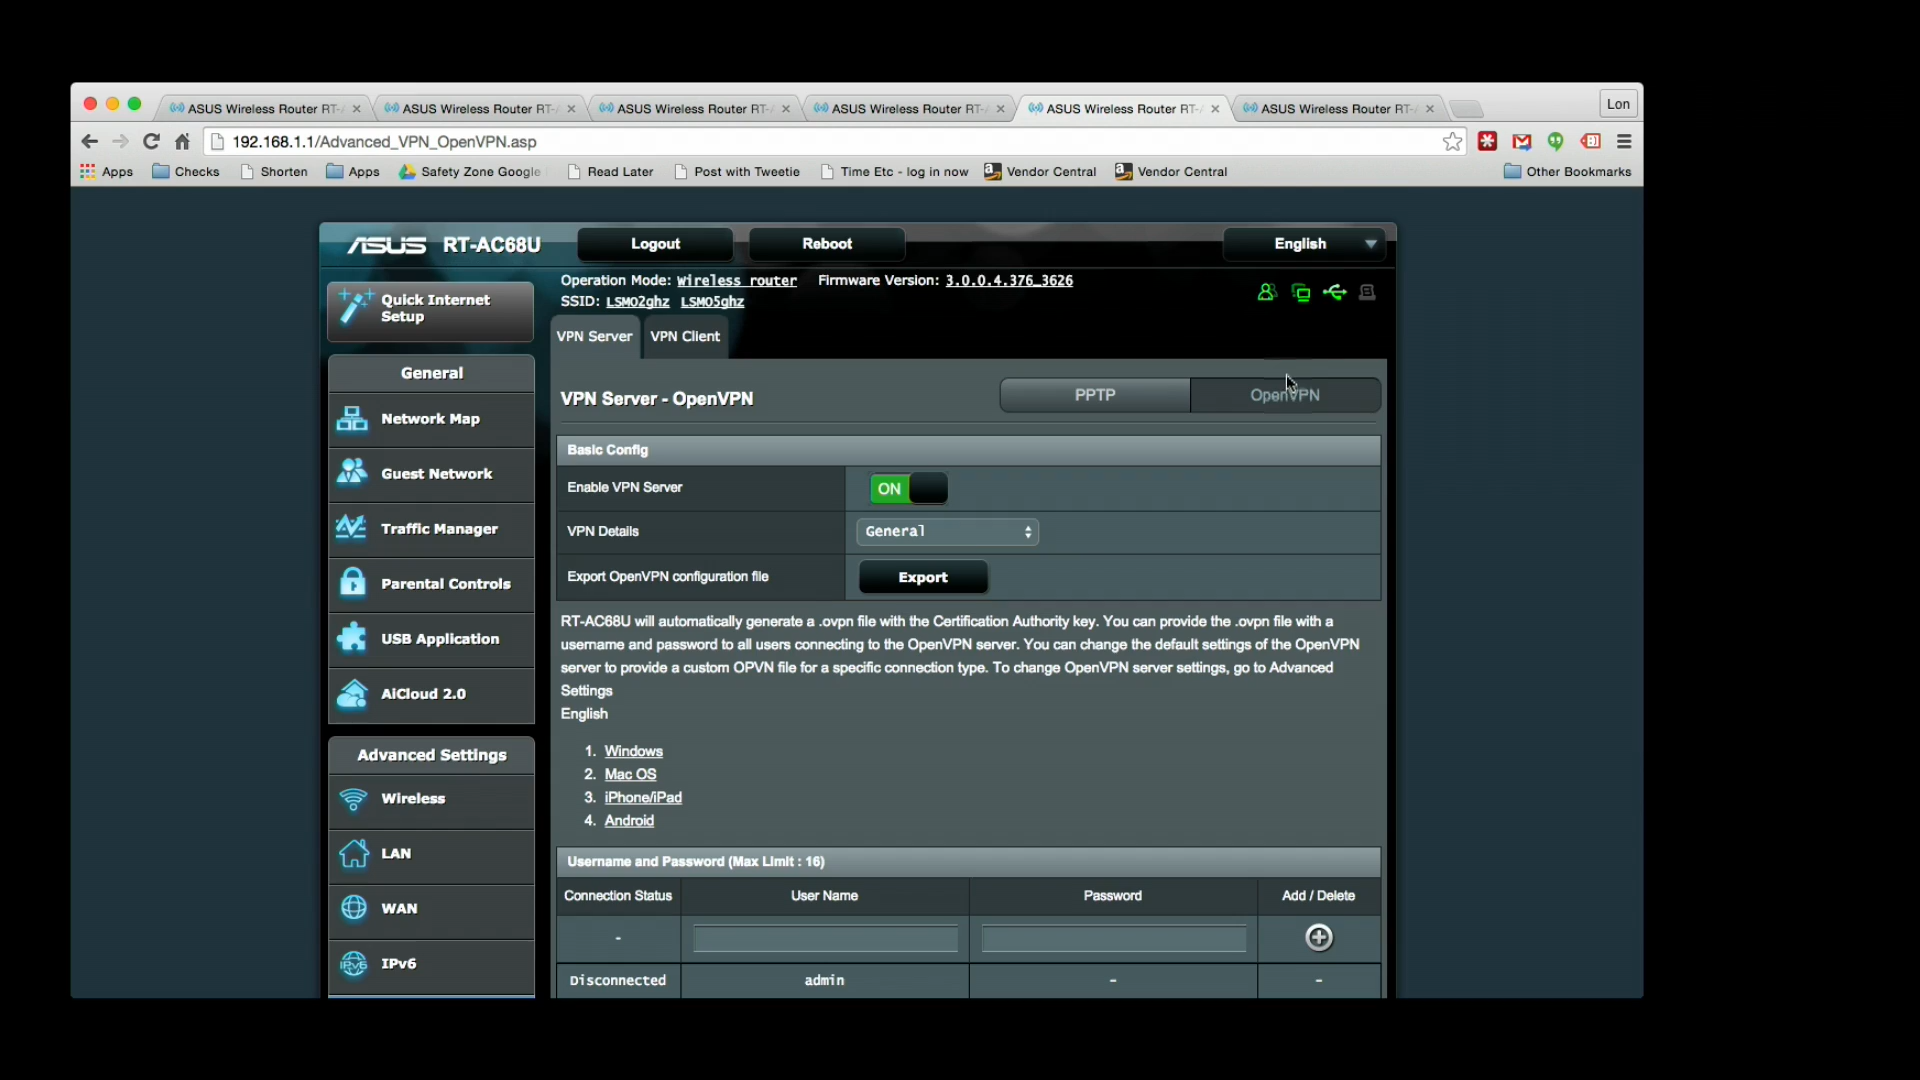 ASUS Wireless Router RT- ASUS Wireless Router RT- ASUS Wireless Router RT- ASUS Wireless Router RT- ASUS Wireless Router RT- ASUS Wireless Router RT- Lon
192.168.1.1/Advanced_VPN_OpenVPN.asp
Apps Checks Shorten Apps Safety Zone Google Read Later Post with Tweetie Time Etc - log in now Vendor Central Vendor Central Other Bookmarks
ASUS RT-AC68U Logout Reboot English
Operation Mode: Wireless router Firmware Version: 3.0.0.4.376_3626
SSID: LSMO2ghz LSMO5ghz
Quick Internet
Setup
VPN Server VPN Client
General
Network Map
Guest Network
Traffic Manager
Parental Controls
USB Application
AiCloud 2.0
Advanced Settings
Wireless
LAN
WAN
IPv6
VPN Server - OpenVPN PPTP OpenVPN
Basic Config
Enable VPN Server ON
VPN Details General
Export OpenVPN configuration file Export
RT-AC68U will automatically generate a .ovpn file with the Certification Authority key. You can provide the .ovpn file with a
username and password to all users connecting to the OpenVPN server. You can change the default settings of the OpenVPN
server to provide a custom OPVN file for a specific connection type. To change OpenVPN server settings, go to Advanced
Settings
English
1. Windows
2. Mac OS
3. iPhone/iPad
4. Android
Username and Password (Max Limit : 16)
Connection Status User Name Password Add / Delete
-
Disconnected admin - -